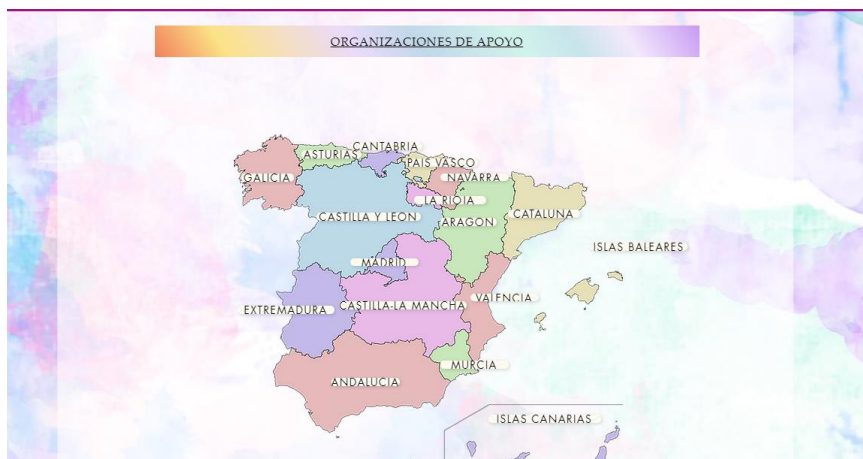 ORGANIZACIONES DE APOYO
CANTABRIA
ASTURIAS
PAIS VASCO
GALICIA
NAVARRA
LA RIOJA
CASTILLA Y LEON
ARAGON
CATALUNA
ISLAS BALEARES
MADRID
EXTREMADURA
CASTILLA-LA MANCHA
VALENCIA
MURCIA
ANDALUCIA
ISLAS CANARIAS